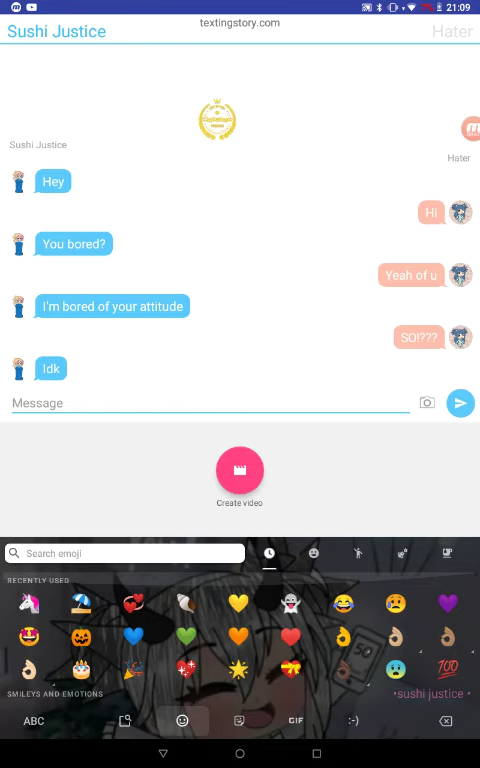 21:09
textingstory.com
Sushi Justice
Hater
Sushi Justice
Hater
Hey
Hi
You bored?
Yeah of u
I'm bored of your attitude
SO!???
Idk
Message
Create video
Search emoji
RECENTLY USED
100
SMILEYS AND EMOTIONS
•sushi justice •
ABC
GIF
:-)